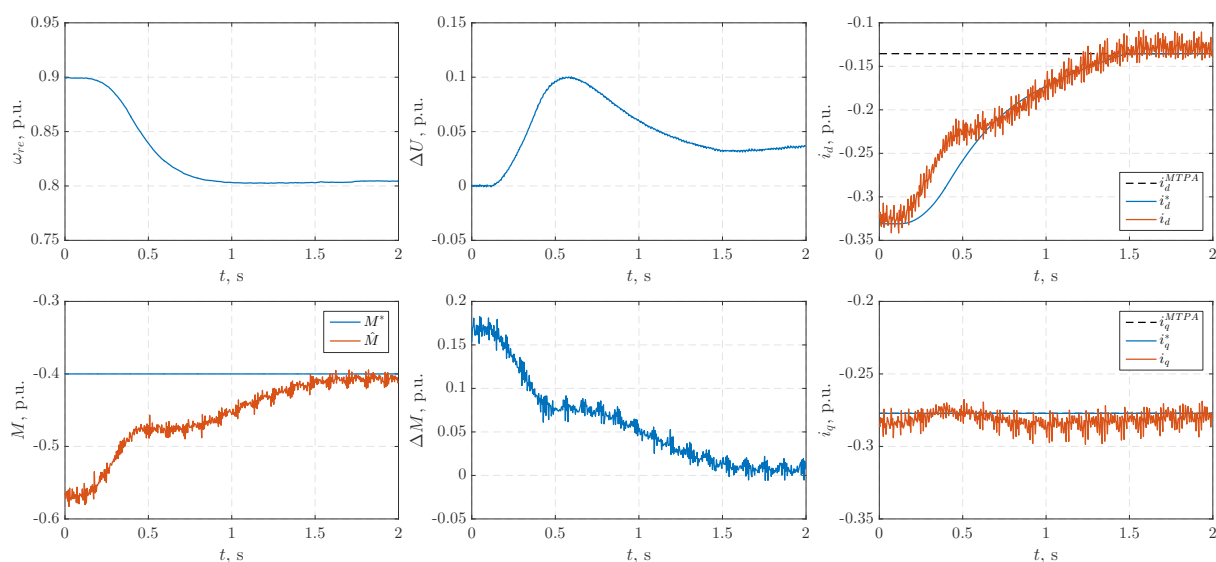 ω_re, p.u.
0.95
0.9
0.85
0.8
0.75
0 0.5 1 1.5 2
t, s
ΔU, p.u.
0.15
0.1
0.05
0
-0.05
0 0.5 1 1.5 2
t, s
i_d, p.u.
-0.1
-0.15
-0.2
-0.25
-0.3
-0.35
0 0.5 1 1.5 2
t, s
i_d^MTPA
i_d^*
i_d
M, p.u.
-0.3
-0.4
-0.5
-0.6
0 0.5 1 1.5 2
t, s
M*
M̂
ΔM, p.u.
0.2
0.15
0.1
0.05
0
-0.05
0 0.5 1 1.5 2
t, s
i_q, p.u.
-0.2
-0.25
-0.3
-0.35
0 0.5 1 1.5 2
t, s
i_q^MTPA
i_q^*
i_q